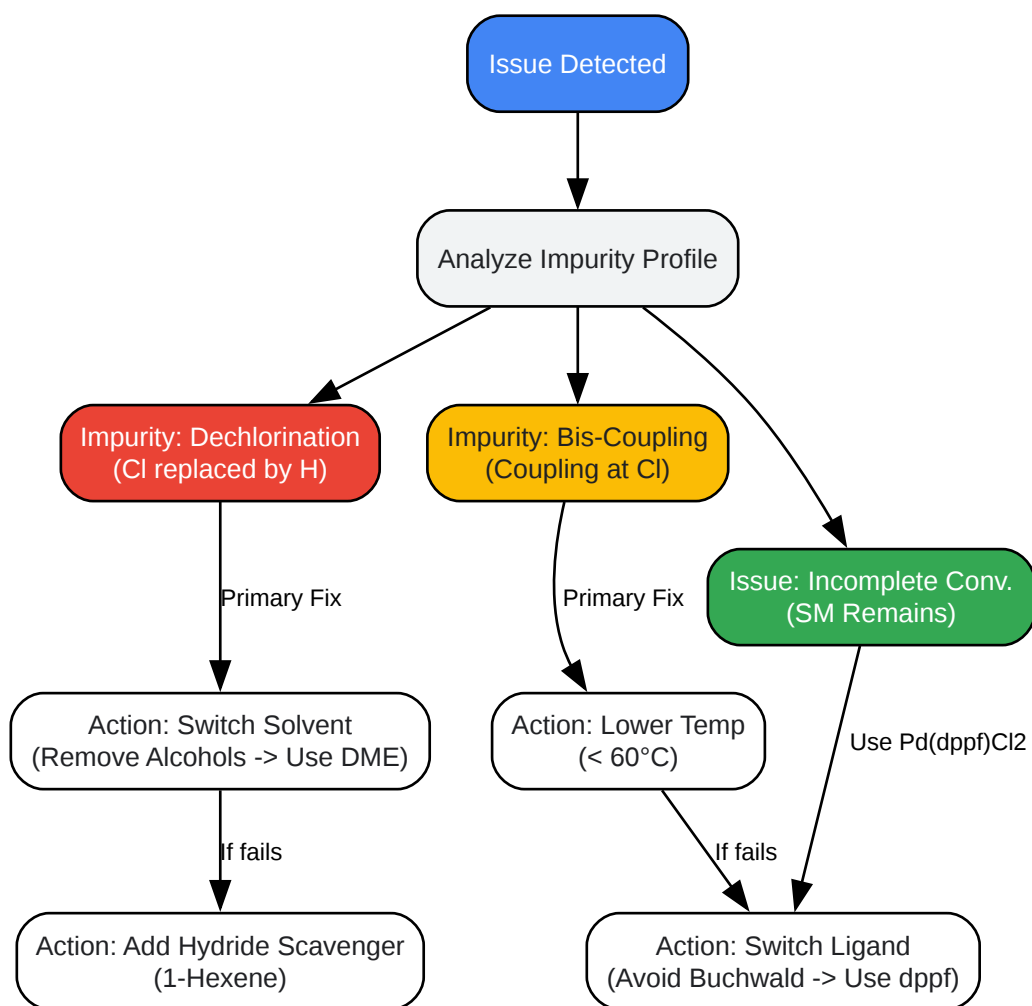 Issue Detected
Analyze Impurity Profile
Impurity: Dechlorination
(Cl replaced by H)
Impurity: Bis-Coupling
(Coupling at Cl)
Issue: Incomplete Conv.
(SM Remains)
Primary Fix
Primary Fix
Action: Switch Solvent
(Remove Alcohols -> Use DME)
Action: Lower Temp
(< 60°C)
Use Pd(dppf)Cl2
If fails
If fails
Action: Add Hydride Scavenger
(1-Hexene)
Action: Switch Ligand
(Avoid Buchwald -> Use dppf)